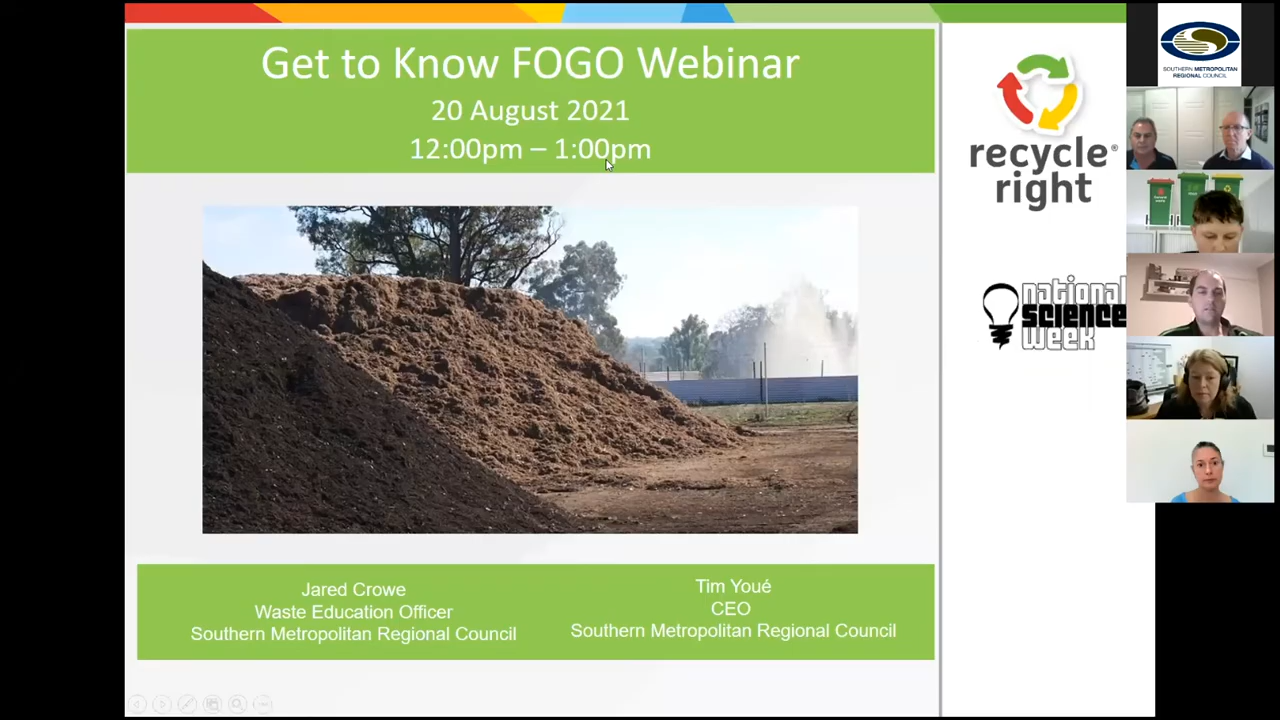 Get to Know FOGO Webinar
20 August 2021
12:00pm – 1:00pm
Jared Crowe
Waste Education Officer
Southern Metropolitan Regional Council
Tim Youé
CEO
Southern Metropolitan Regional Council
recycle
right®
national
science
week
SOUTHERN METROPOLITAN
REGIONAL COUNCIL